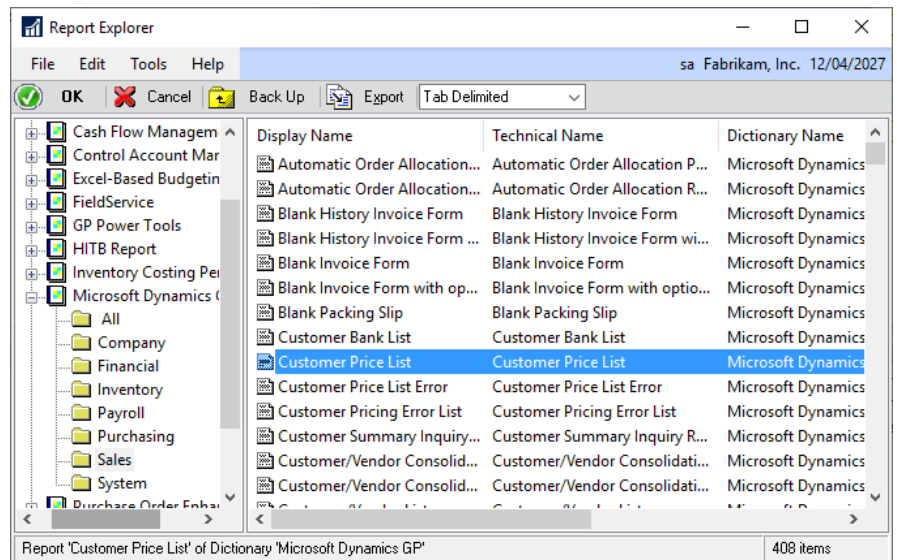 Report Explorer
File Edit Tools Help sa Fabrikam, Inc. 12/04/2027
OK Cancel Back Up Export Tab Delimited
Cash Flow Managem
Control Account Mar
Excel-Based Budgetin
FieldService
GP Power Tools
HITB Report
Inventory Costing Per
Microsoft Dynamics
All
Company
Financial
Inventory
Payroll
Purchasing
Sales
System
Purchase Order Enha
Display Name Technical Name Dictionary Name
Automatic Order Allocation... Automatic Order Allocation P... Microsoft Dynamics
Automatic Order Allocation... Automatic Order Allocation R... Microsoft Dynamics
Blank History Invoice Form Blank History Invoice Form Microsoft Dynamics
Blank History Invoice Form ... Blank History Invoice Form wi... Microsoft Dynamics
Blank Invoice Form Blank Invoice Form Microsoft Dynamics
Blank Invoice Form with op... Blank Invoice Form with optio... Microsoft Dynamics
Blank Packing Slip Blank Packing Slip Microsoft Dynamics
Customer Bank List Customer Bank List Microsoft Dynamics
Customer Price List Customer Price List Microsoft Dynamics
Customer Price List Error Customer Price List Error Microsoft Dynamics
Customer Pricing Error List Customer Pricing Error List Microsoft Dynamics
Customer Summary Inquiry... Customer Summary Inquiry R... Microsoft Dynamics
Customer/Vendor Consolid... Customer/Vendor Consolidati... Microsoft Dynamics
Customer/Vendor Consolid... Customer/Vendor Consolidati... Microsoft Dynamics
Report 'Customer Price List' of Dictionary 'Microsoft Dynamics GP' 408 items